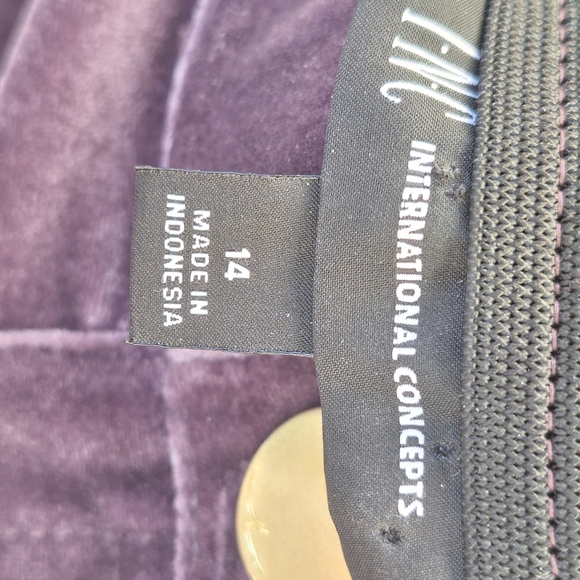 I·N·C
INTERNATIONAL CONCEPTS
14
MADE IN
INDONESIA